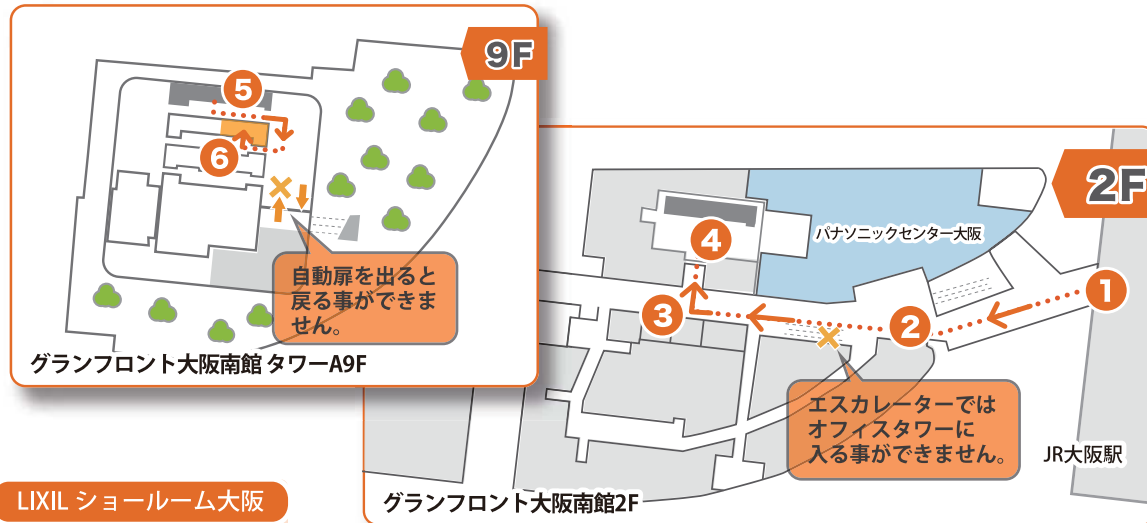 9F
5
6
自動扉を出ると
戻る事ができま
せん。
グランフロント大阪南館 タワーA9F
2F
パナソニックセンター大阪
4
1
3
2
エスカレーターでは
オフィスタワーに
入る事ができません。
JR大阪駅
グランフロント大阪南館2F
LIXIL ショールーム大阪